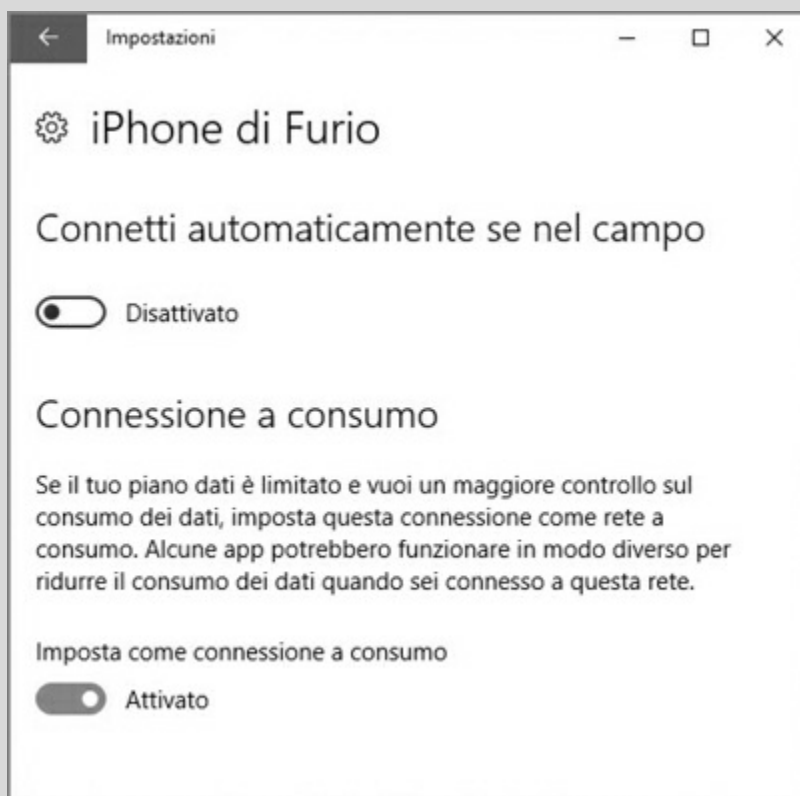 Impostazioni
iPhone di Furio
Connetti automaticamente se nel campo
Disattivato
Connessione a consumo
Se il tuo piano dati è limitato e vuoi un maggiore controllo sul
consumo dei dati, imposta questa connessione come rete a
consumo. Alcune app potrebbero funzionare in modo diverso per
ridurre il consumo dei dati quando sei connesso a questa rete.
Imposta come connessione a consumo
Attivato